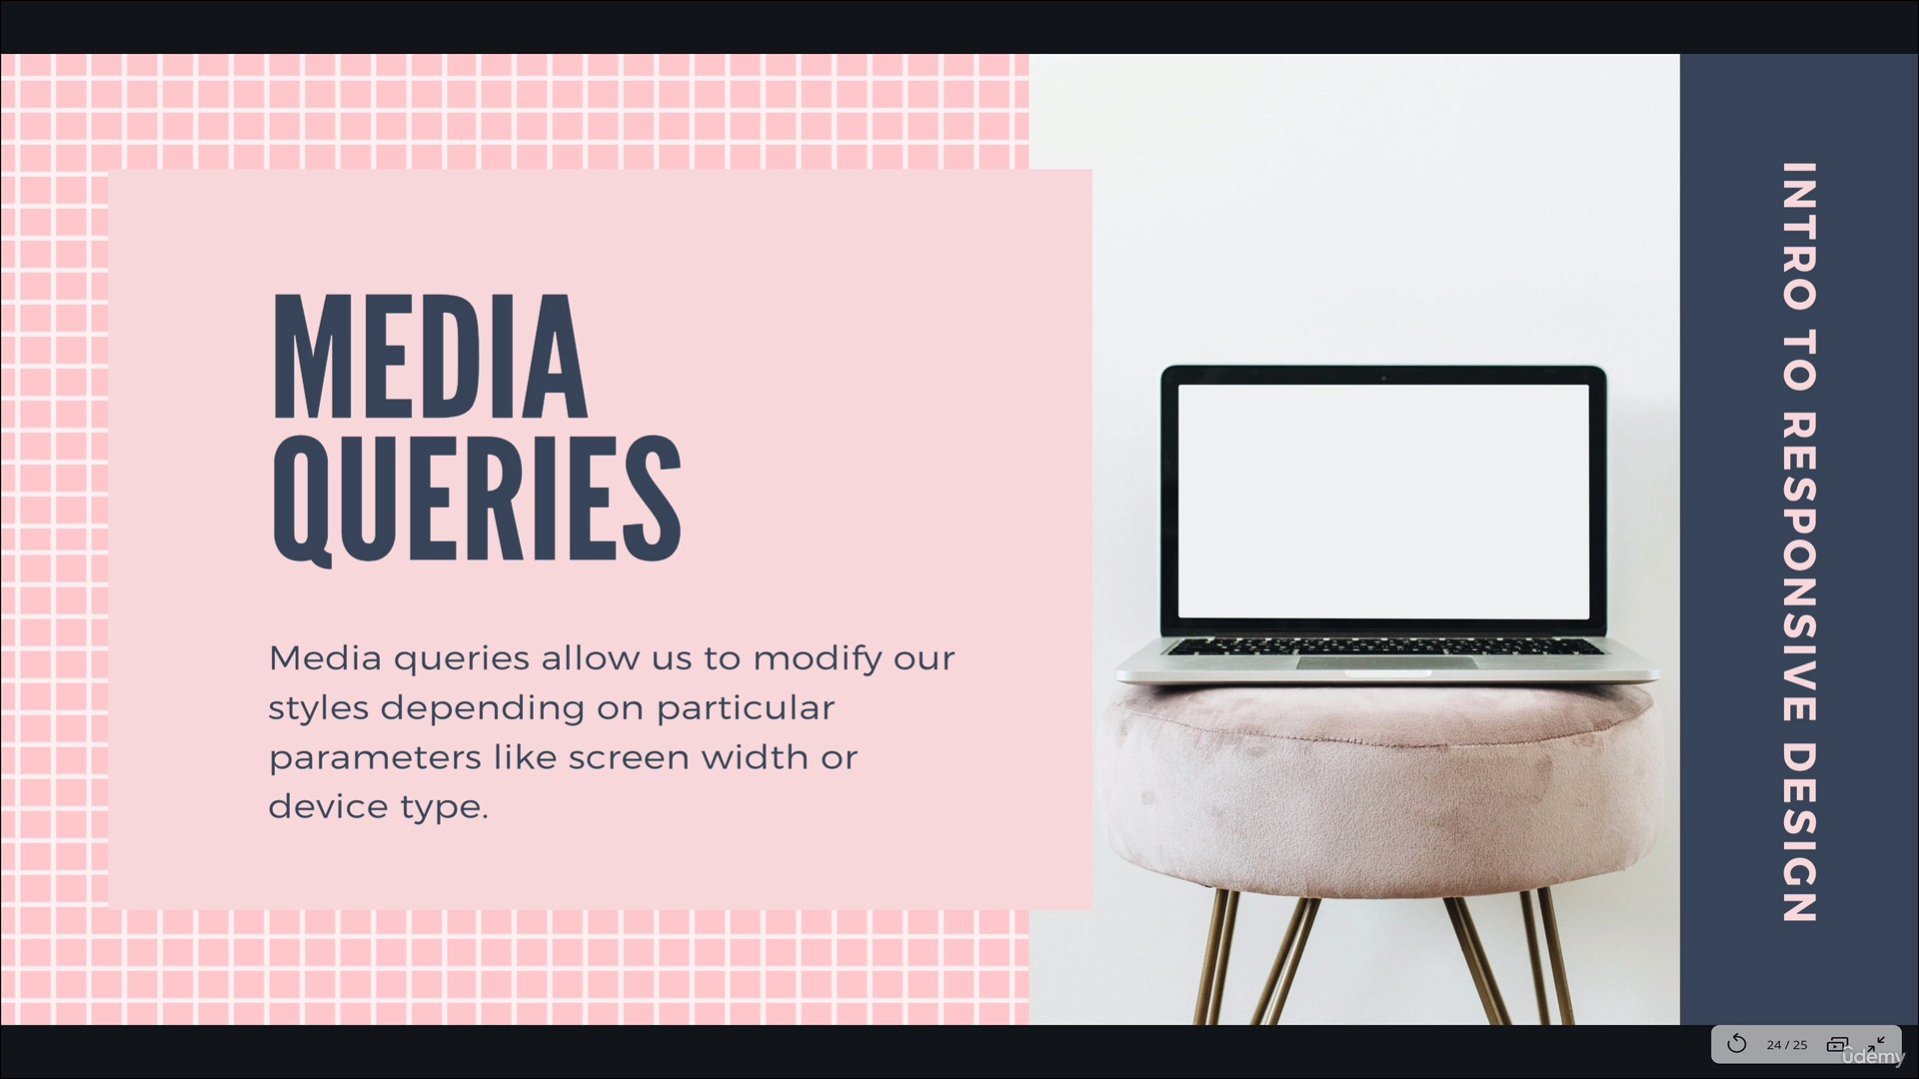 MEDIA
QUERIES
Media queries allow us to modify our
styles depending on particular
parameters like screen width or
device type.
INTRO TO RESPONSIVE DESIGN
24 / 25
ûdemy